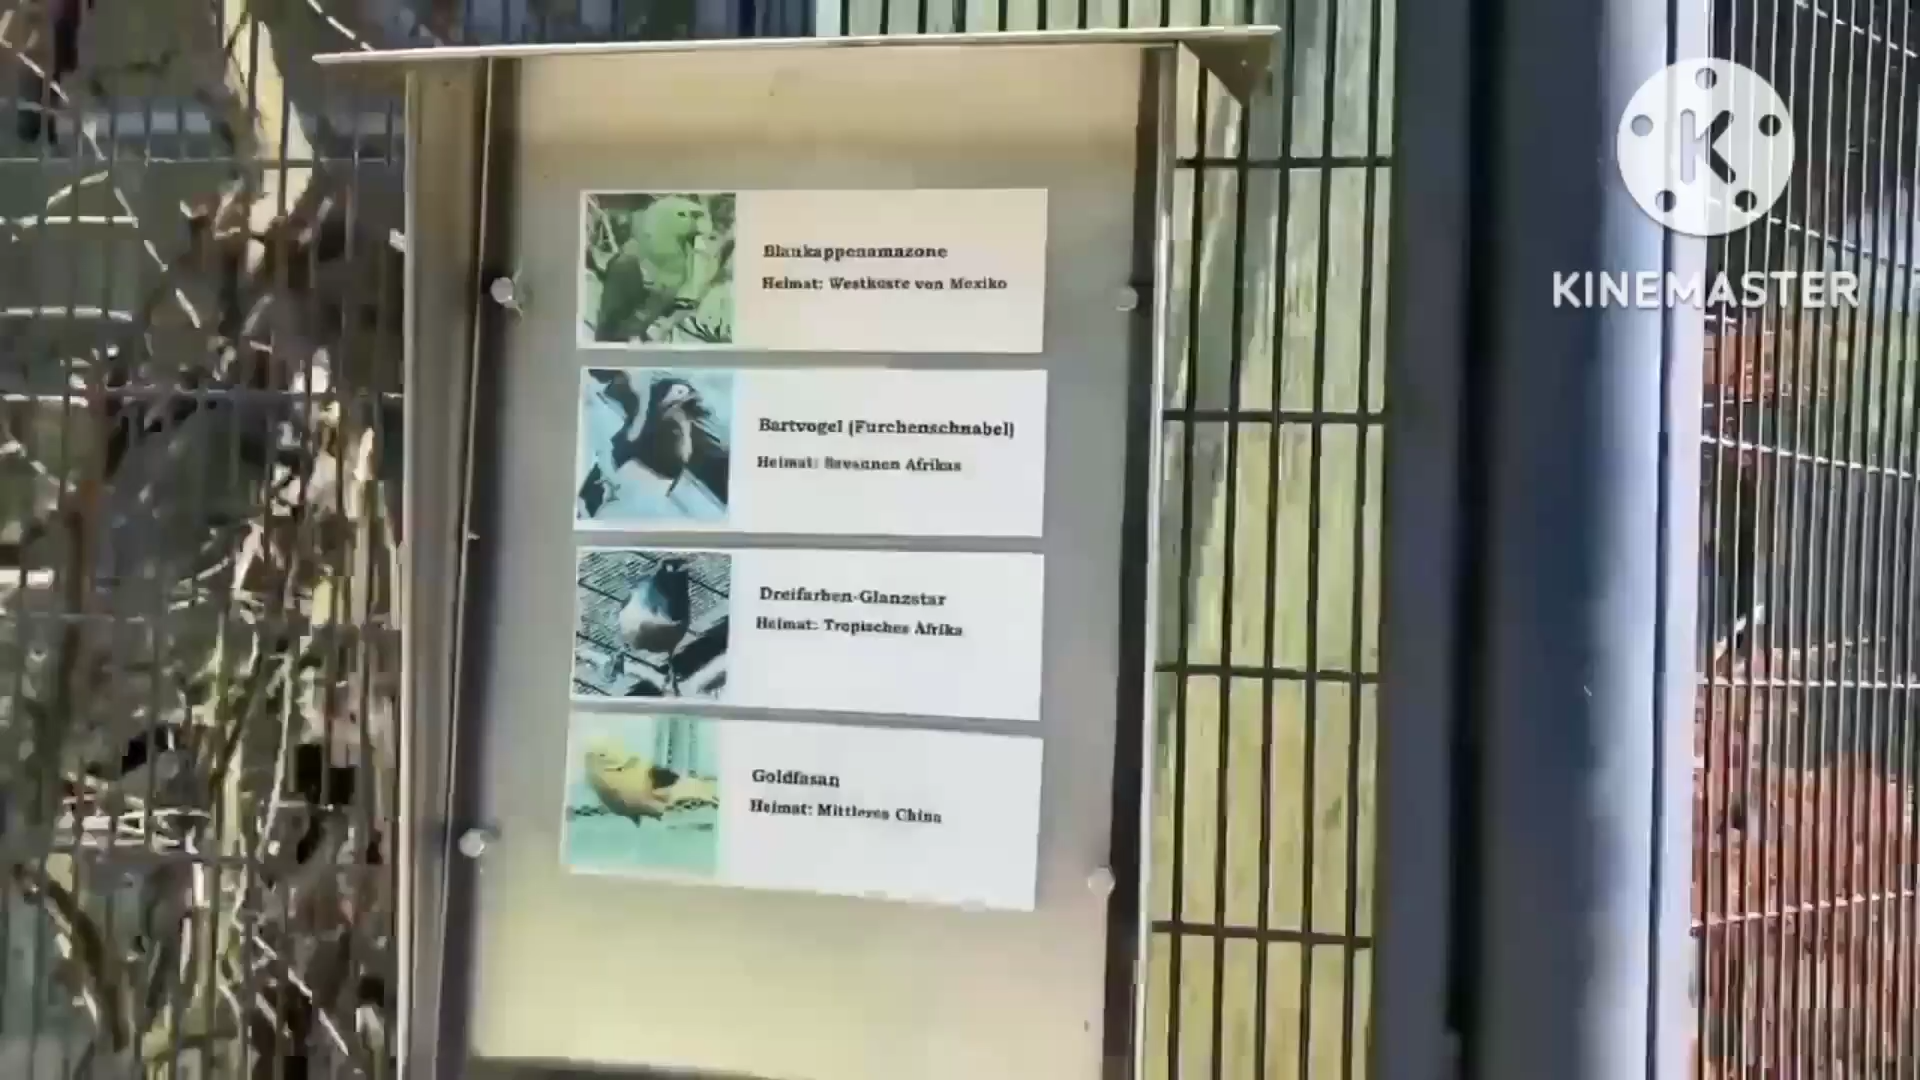 Blaukappenamazone
Heimat: Westküste von Mexiko
Bartvogel (Furchenschnabel)
Heimat: Savannen Afrikas
Dreifarben-Glanzstar
Heimat: Tropisches Afrika
Goldfasan
Heimat: Mittleres China
K
KINEMASTER